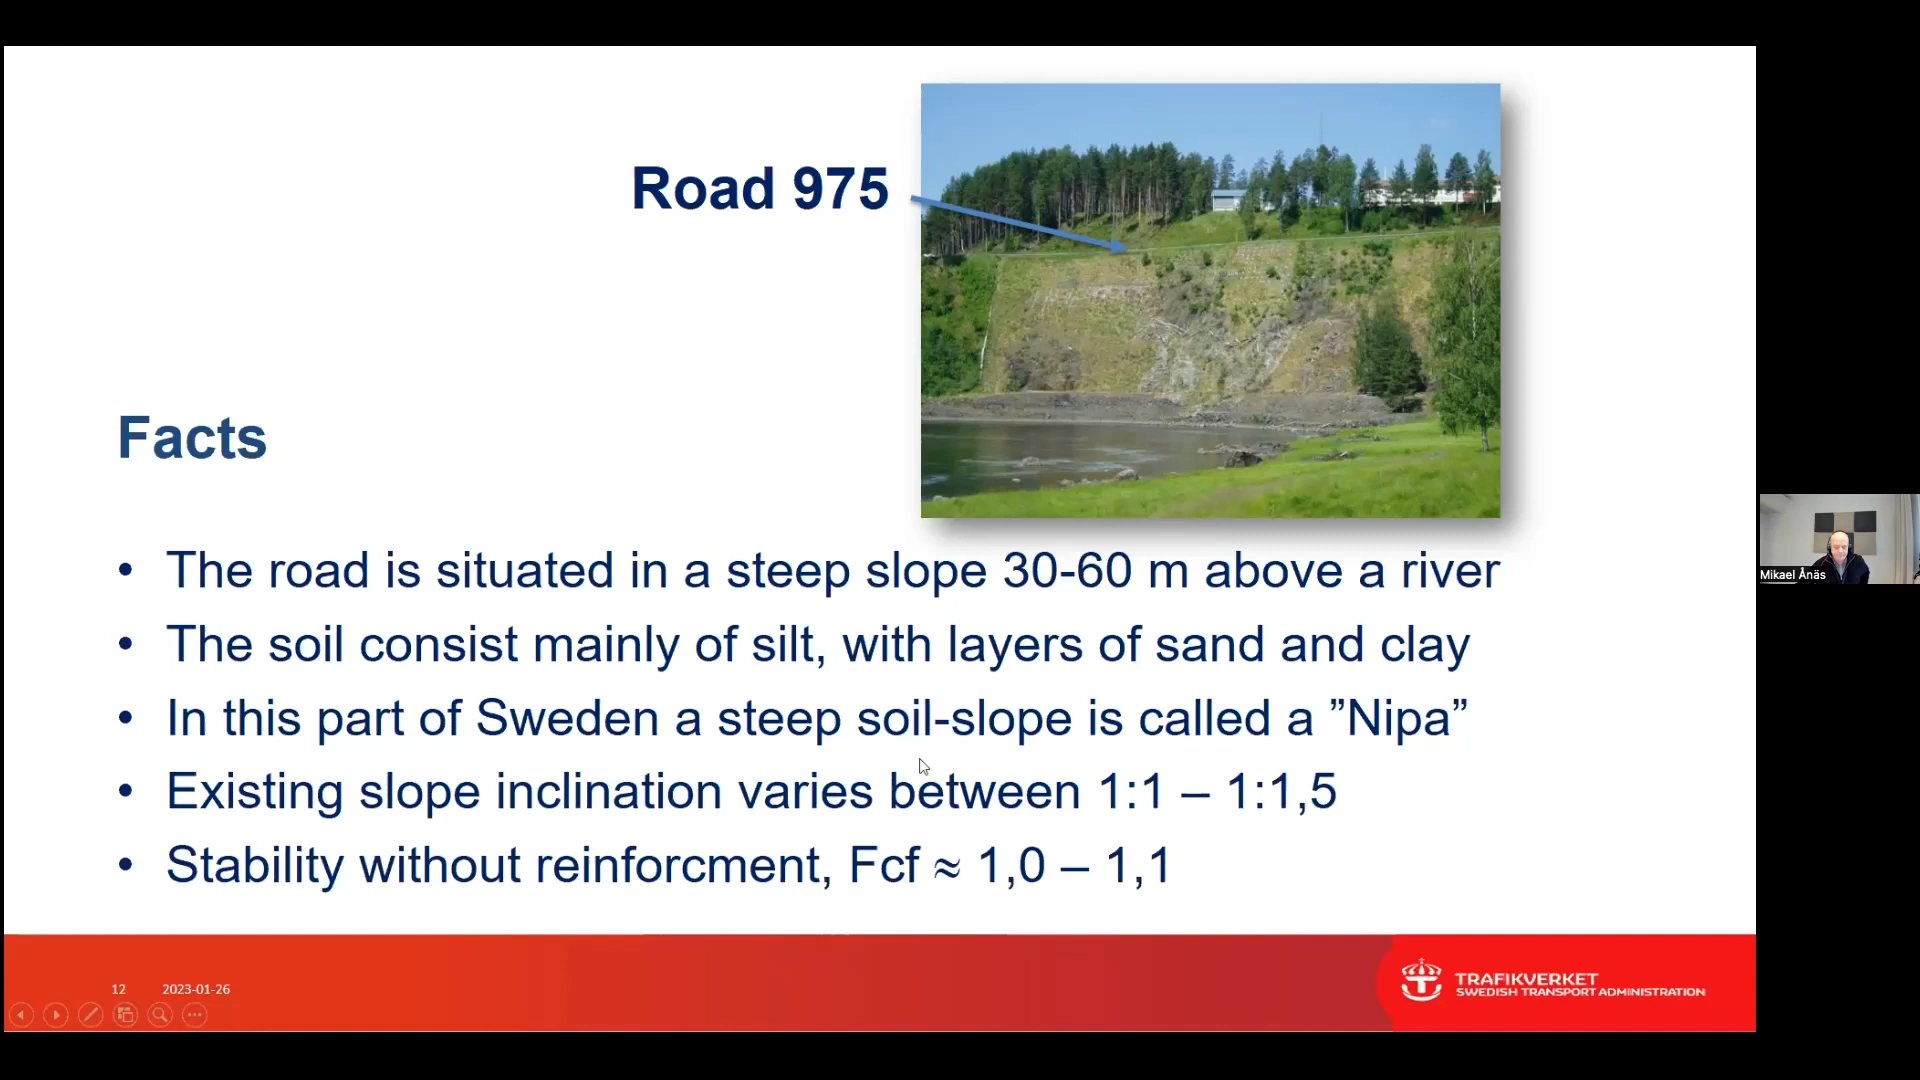 Road 975
Facts
• The road is situated in a steep slope 30-60 m above a river
• The soil consist mainly of silt, with layers of sand and clay
• In this part of Sweden a steep soil-slope is called a ”Nipa”
• Existing slope inclination varies between 1:1 – 1:1,5
• Stability without reinforcment, Fcf ≈ 1,0 – 1,1
12 2023-01-26
TRAFIKVERKET
SWEDISH TRANSPORT ADMINISTRATION
Mikael Ånäs